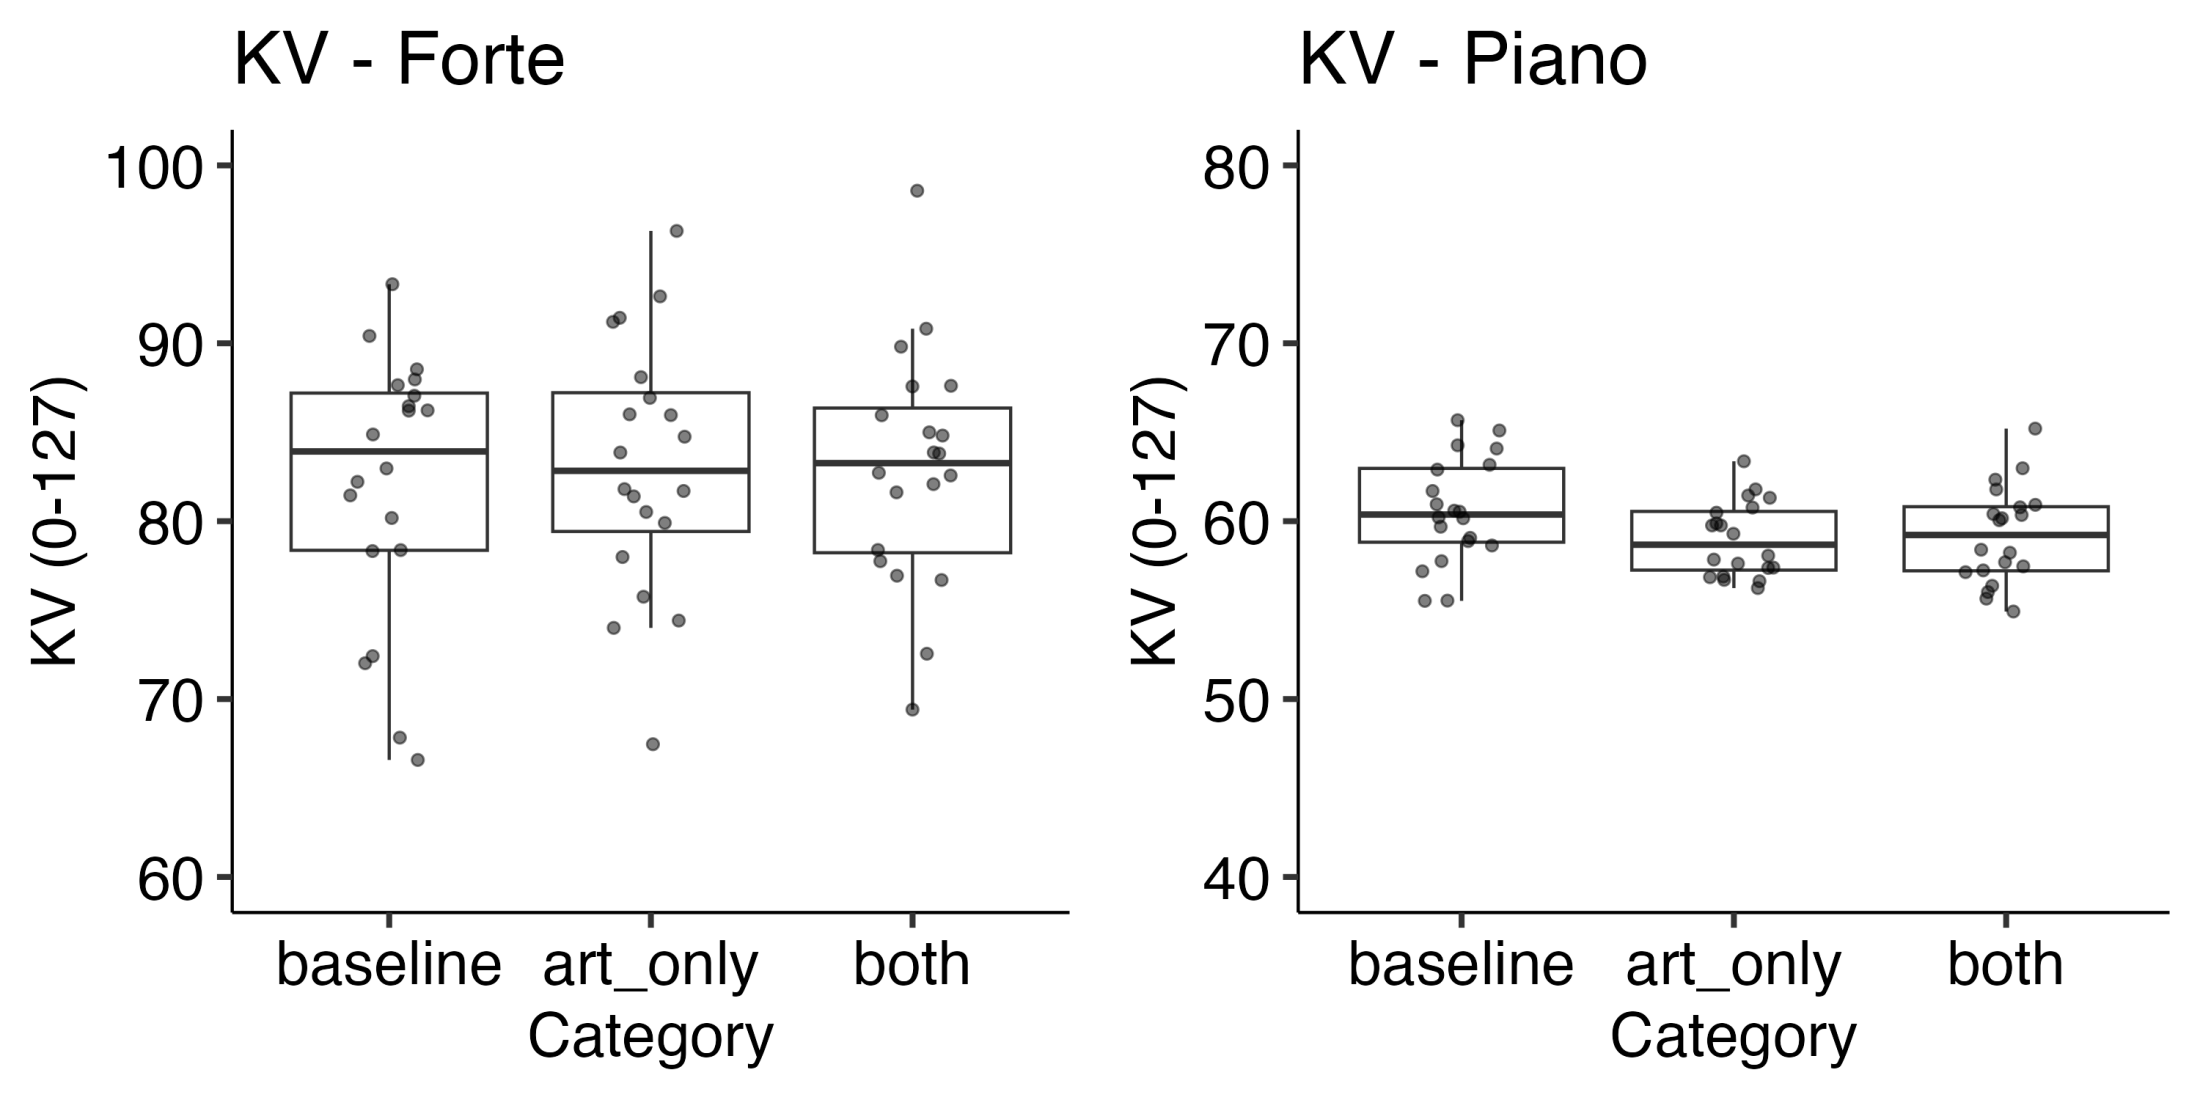 KV - Forte
KV (0-127)
100
90
80
70
60
baseline art_only both
Category
KV - Piano
KV (0-127)
80
70
60
50
40
baseline art_only both
Category